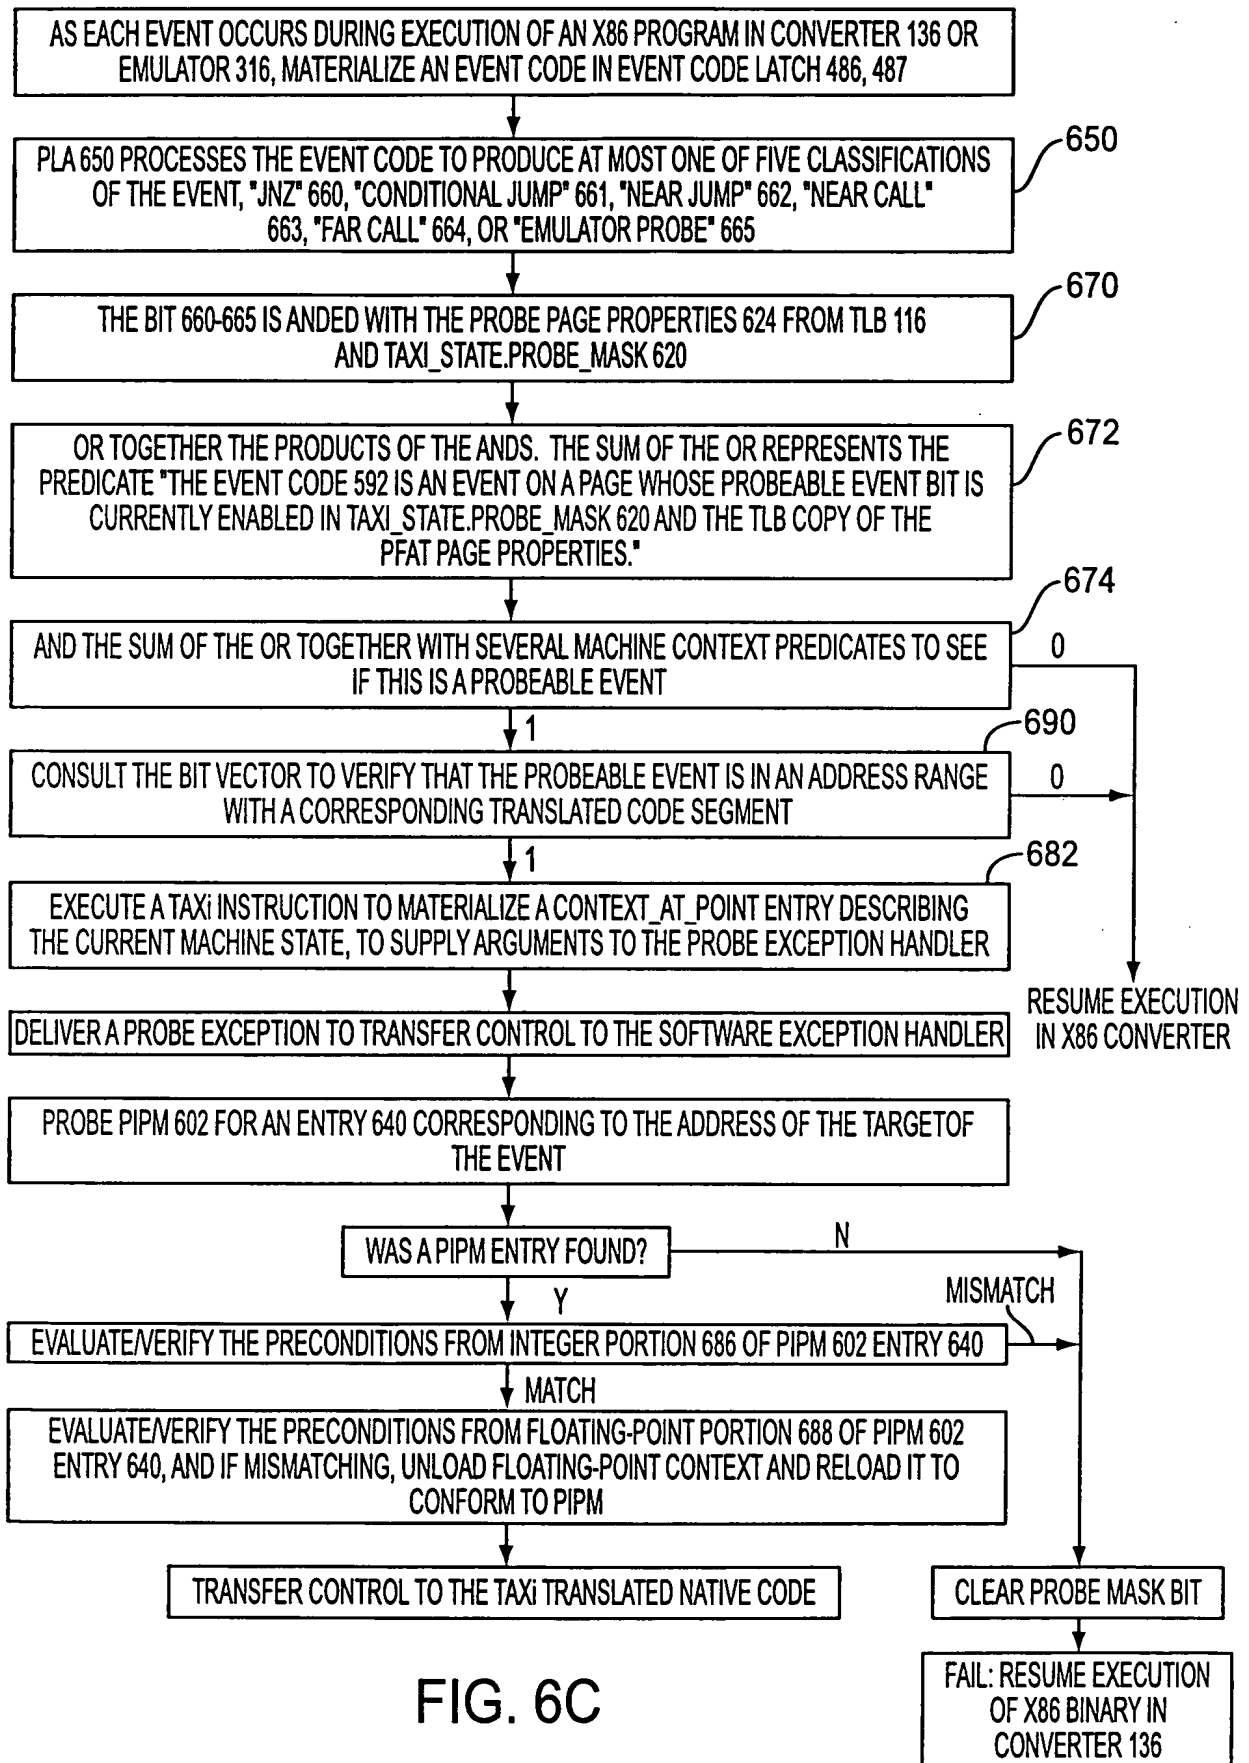 AS EACH EVENT OCCURS DURING EXECUTION OF AN X86 PROGRAM IN CONVERTER 136 OR
EMULATOR 316, MATERIALIZE AN EVENT CODE IN EVENT CODE LATCH 486, 487
650
PLA 650 PROCESSES THE EVENT CODE TO PRODUCE AT MOST ONE OF FIVE CLASSIFICATIONS
OF THE EVENT, "JNZ" 660, "CONDITIONAL JUMP" 661, "NEAR JUMP" 662, "NEAR CALL"
663, "FAR CALL" 664, OR "EMULATOR PROBE" 665
670
THE BIT 660-665 IS ANDED WITH THE PROBE PAGE PROPERTIES 624 FROM TLB 116
AND TAXI_STATE.PROBE_MASK 620
672
OR TOGETHER THE PRODUCTS OF THE ANDS. THE SUM OF THE OR REPRESENTS THE
PREDICATE "THE EVENT CODE 592 IS AN EVENT ON A PAGE WHOSE PROBEABLE EVENT BIT IS
CURRENTLY ENABLED IN TAXI_STATE.PROBE_MASK 620 AND THE TLB COPY OF THE
PFAT PAGE PROPERTIES."
674
AND THE SUM OF THE OR TOGETHER WITH SEVERAL MACHINE CONTEXT PREDICATES TO SEE
IF THIS IS A PROBEABLE EVENT
0
1
690
CONSULT THE BIT VECTOR TO VERIFY THAT THE PROBEABLE EVENT IS IN AN ADDRESS RANGE
WITH A CORRESPONDING TRANSLATED CODE SEGMENT
0
1
682
EXECUTE A TAXi INSTRUCTION TO MATERIALIZE A CONTEXT_AT_POINT ENTRY DESCRIBING
THE CURRENT MACHINE STATE, TO SUPPLY ARGUMENTS TO THE PROBE EXCEPTION HANDLER
RESUME EXECUTION
IN X86 CONVERTER
DELIVER A PROBE EXCEPTION TO TRANSFER CONTROL TO THE SOFTWARE EXCEPTION HANDLER
PROBE PIPM 602 FOR AN ENTRY 640 CORRESPONDING TO THE ADDRESS OF THE TARGETOF
THE EVENT
WAS A PIPM ENTRY FOUND?
N
Y
MISMATCH
EVALUATE/VERIFY THE PRECONDITIONS FROM INTEGER PORTION 686 OF PIPM 602 ENTRY 640
MATCH
EVALUATE/VERIFY THE PRECONDITIONS FROM FLOATING-POINT PORTION 688 OF PIPM 602
ENTRY 640, AND IF MISMATCHING, UNLOAD FLOATING-POINT CONTEXT AND RELOAD IT TO
CONFORM TO PIPM
TRANSFER CONTROL TO THE TAXi TRANSLATED NATIVE CODE
CLEAR PROBE MASK BIT
FAIL: RESUME EXECUTION
OF X86 BINARY IN
CONVERTER 136
FIG. 6C